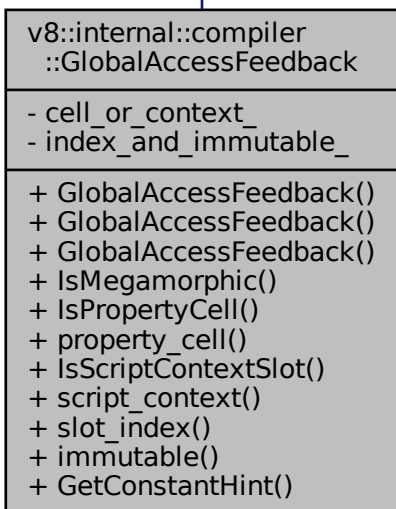 v8::internal::compiler
::GlobalAccessFeedback
- cell_or_context_
- index_and_immutable_
+ GlobalAccessFeedback()
+ GlobalAccessFeedback()
+ GlobalAccessFeedback()
+ IsMegamorphic()
+ IsPropertyCell()
+ property_cell()
+ IsScriptContextSlot()
+ script_context()
+ slot_index()
+ immutable()
+ GetConstantHint()